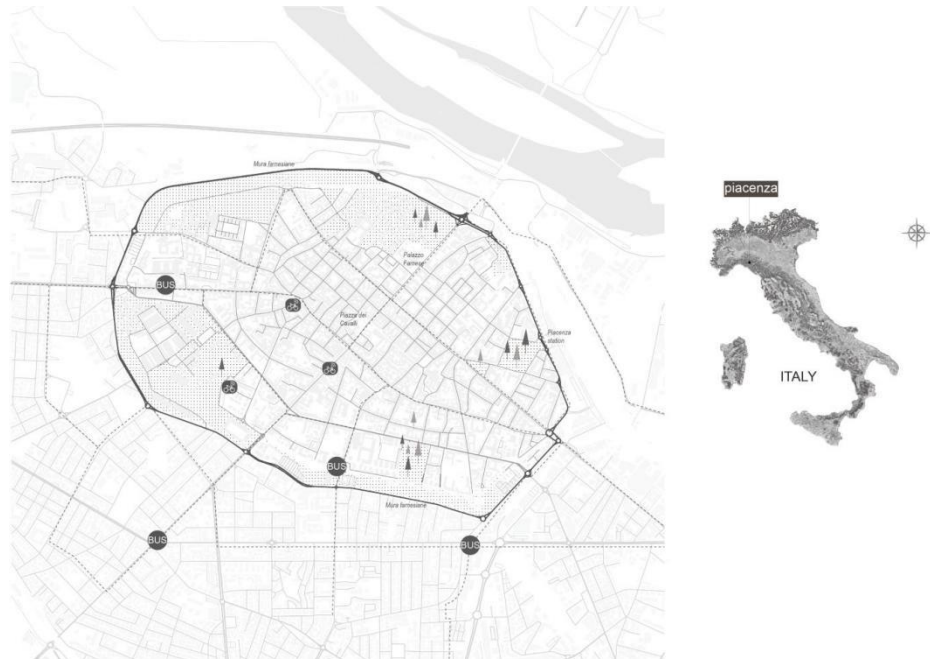 Mura farnesiane
piacenza
Palazzo
Farnese
BUS
Piazza dei
Cavalli
Piacenza
station
ITALY
BUS
Mura farnesiane
BUS
BUS